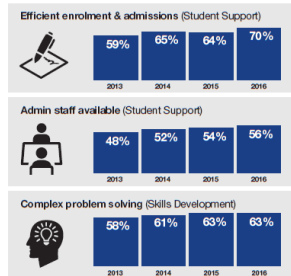 Efficient enrolment & admissions (Student Support)
59% 65% 64% 70%
2013 2014 2015 2016
Admin staff available (Student Support)
48% 52% 54% 56%
2013 2014 2015 2016
Complex problem solving (Skills Development)
58% 61% 63% 63%
2013 2014 2015 2016